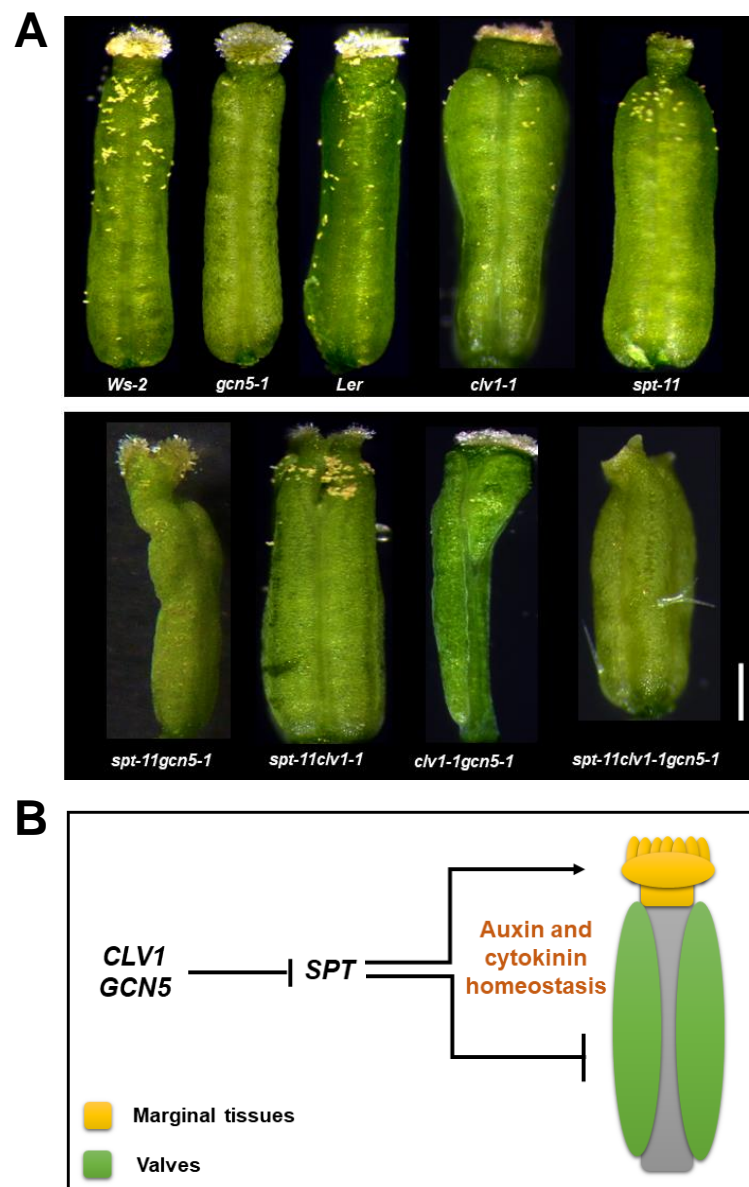 A
Ws-2 gcn5-1 Ler clv1-1 spt-11
spt-11gcn5-1 spt-11clv1-1 clv1-1gcn5-1 spt-11clv1-1gcn5-1
B
CLV1
GCN5
SPT
Auxin and
cytokinin
homeostasis
Marginal tissues
Valves